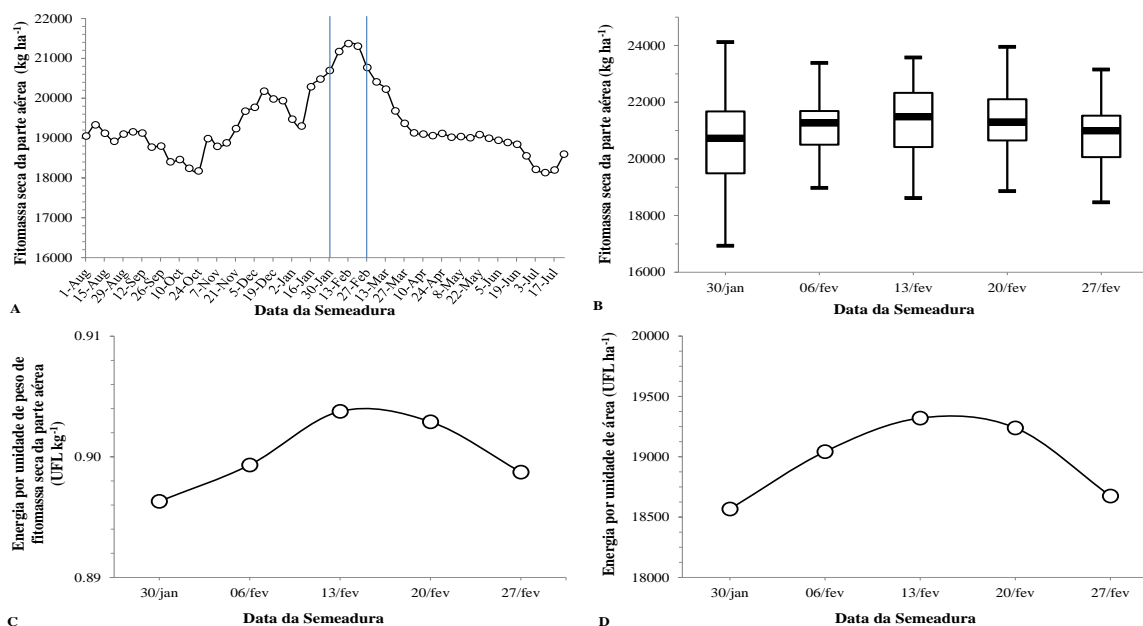 Fitomassa seca da parte aérea (kg ha-1)
22000
21000
20000
19000
18000
17000
16000
1-Aug
15-Aug
29-Aug
12-Sep
26-Sep
10-Oct
24-Oct
7-Nov
21-Nov
5-Dec
19-Dec
2-Jan
16-Jan
30-Jan
13-Feb
27-Feb
13-Mar
27-Mar
10-Apr
24-Apr
8-May
22-May
5-Jun
19-Jun
3-Jul
17-Jul
A
Data da Semeadura
Fitomassa seca da parte aérea (kg ha-1)
24000
22000
20000
18000
16000
30/jan
06/fev
13/fev
20/fev
27/fev
B
Data da Semeadura
Energia por unidade de peso de
fitomassa seca da parte aérea
(UFL kg-1)
0.91
0.90
0.89
30/jan
06/fev
13/fev
20/fev
27/fev
C
Data da Semeadura
Energia por unidade de área (UFL ha-1)
20000
19500
19000
18500
18000
30/jan
06/fev
13/fev
20/fev
27/fev
D
Data da Semeadura